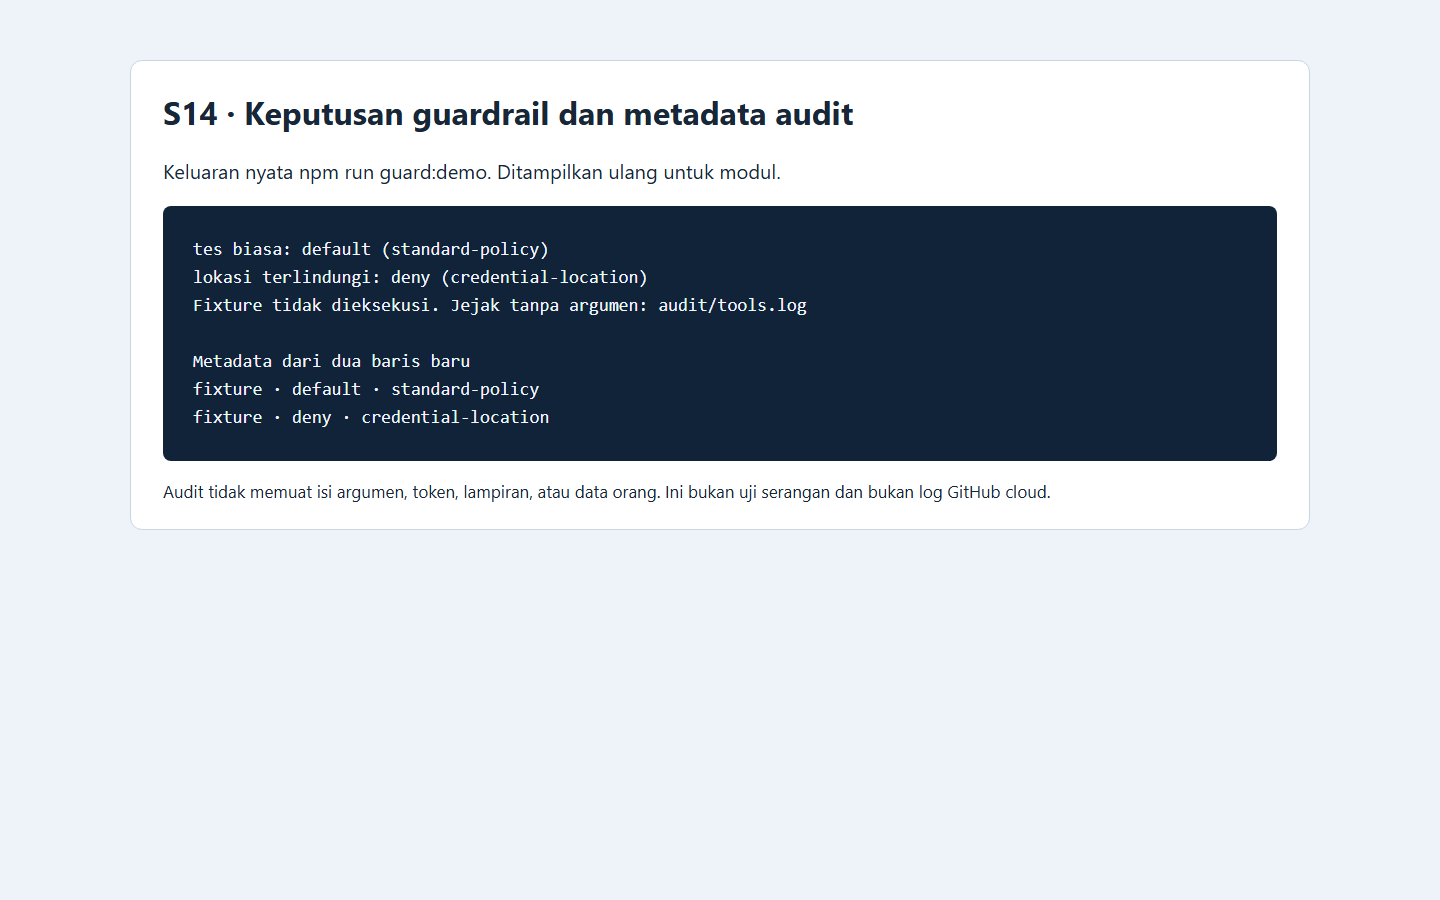 S14 · Keputusan guardrail dan metadata audit
Keluaran nyata npm run guard:demo. Ditampilkan ulang untuk modul.
tes biasa: default (standard-policy)
lokasi terlindungi: deny (credential-location)
Fixture tidak dieksekusi. Jejak tanpa argumen: audit/tools.log
Metadata dari dua baris baru
fixture · default · standard-policy
fixture · deny · credential-location
Audit tidak memuat isi argumen, token, lampiran, atau data orang. Ini bukan uji serangan dan bukan log GitHub cloud.